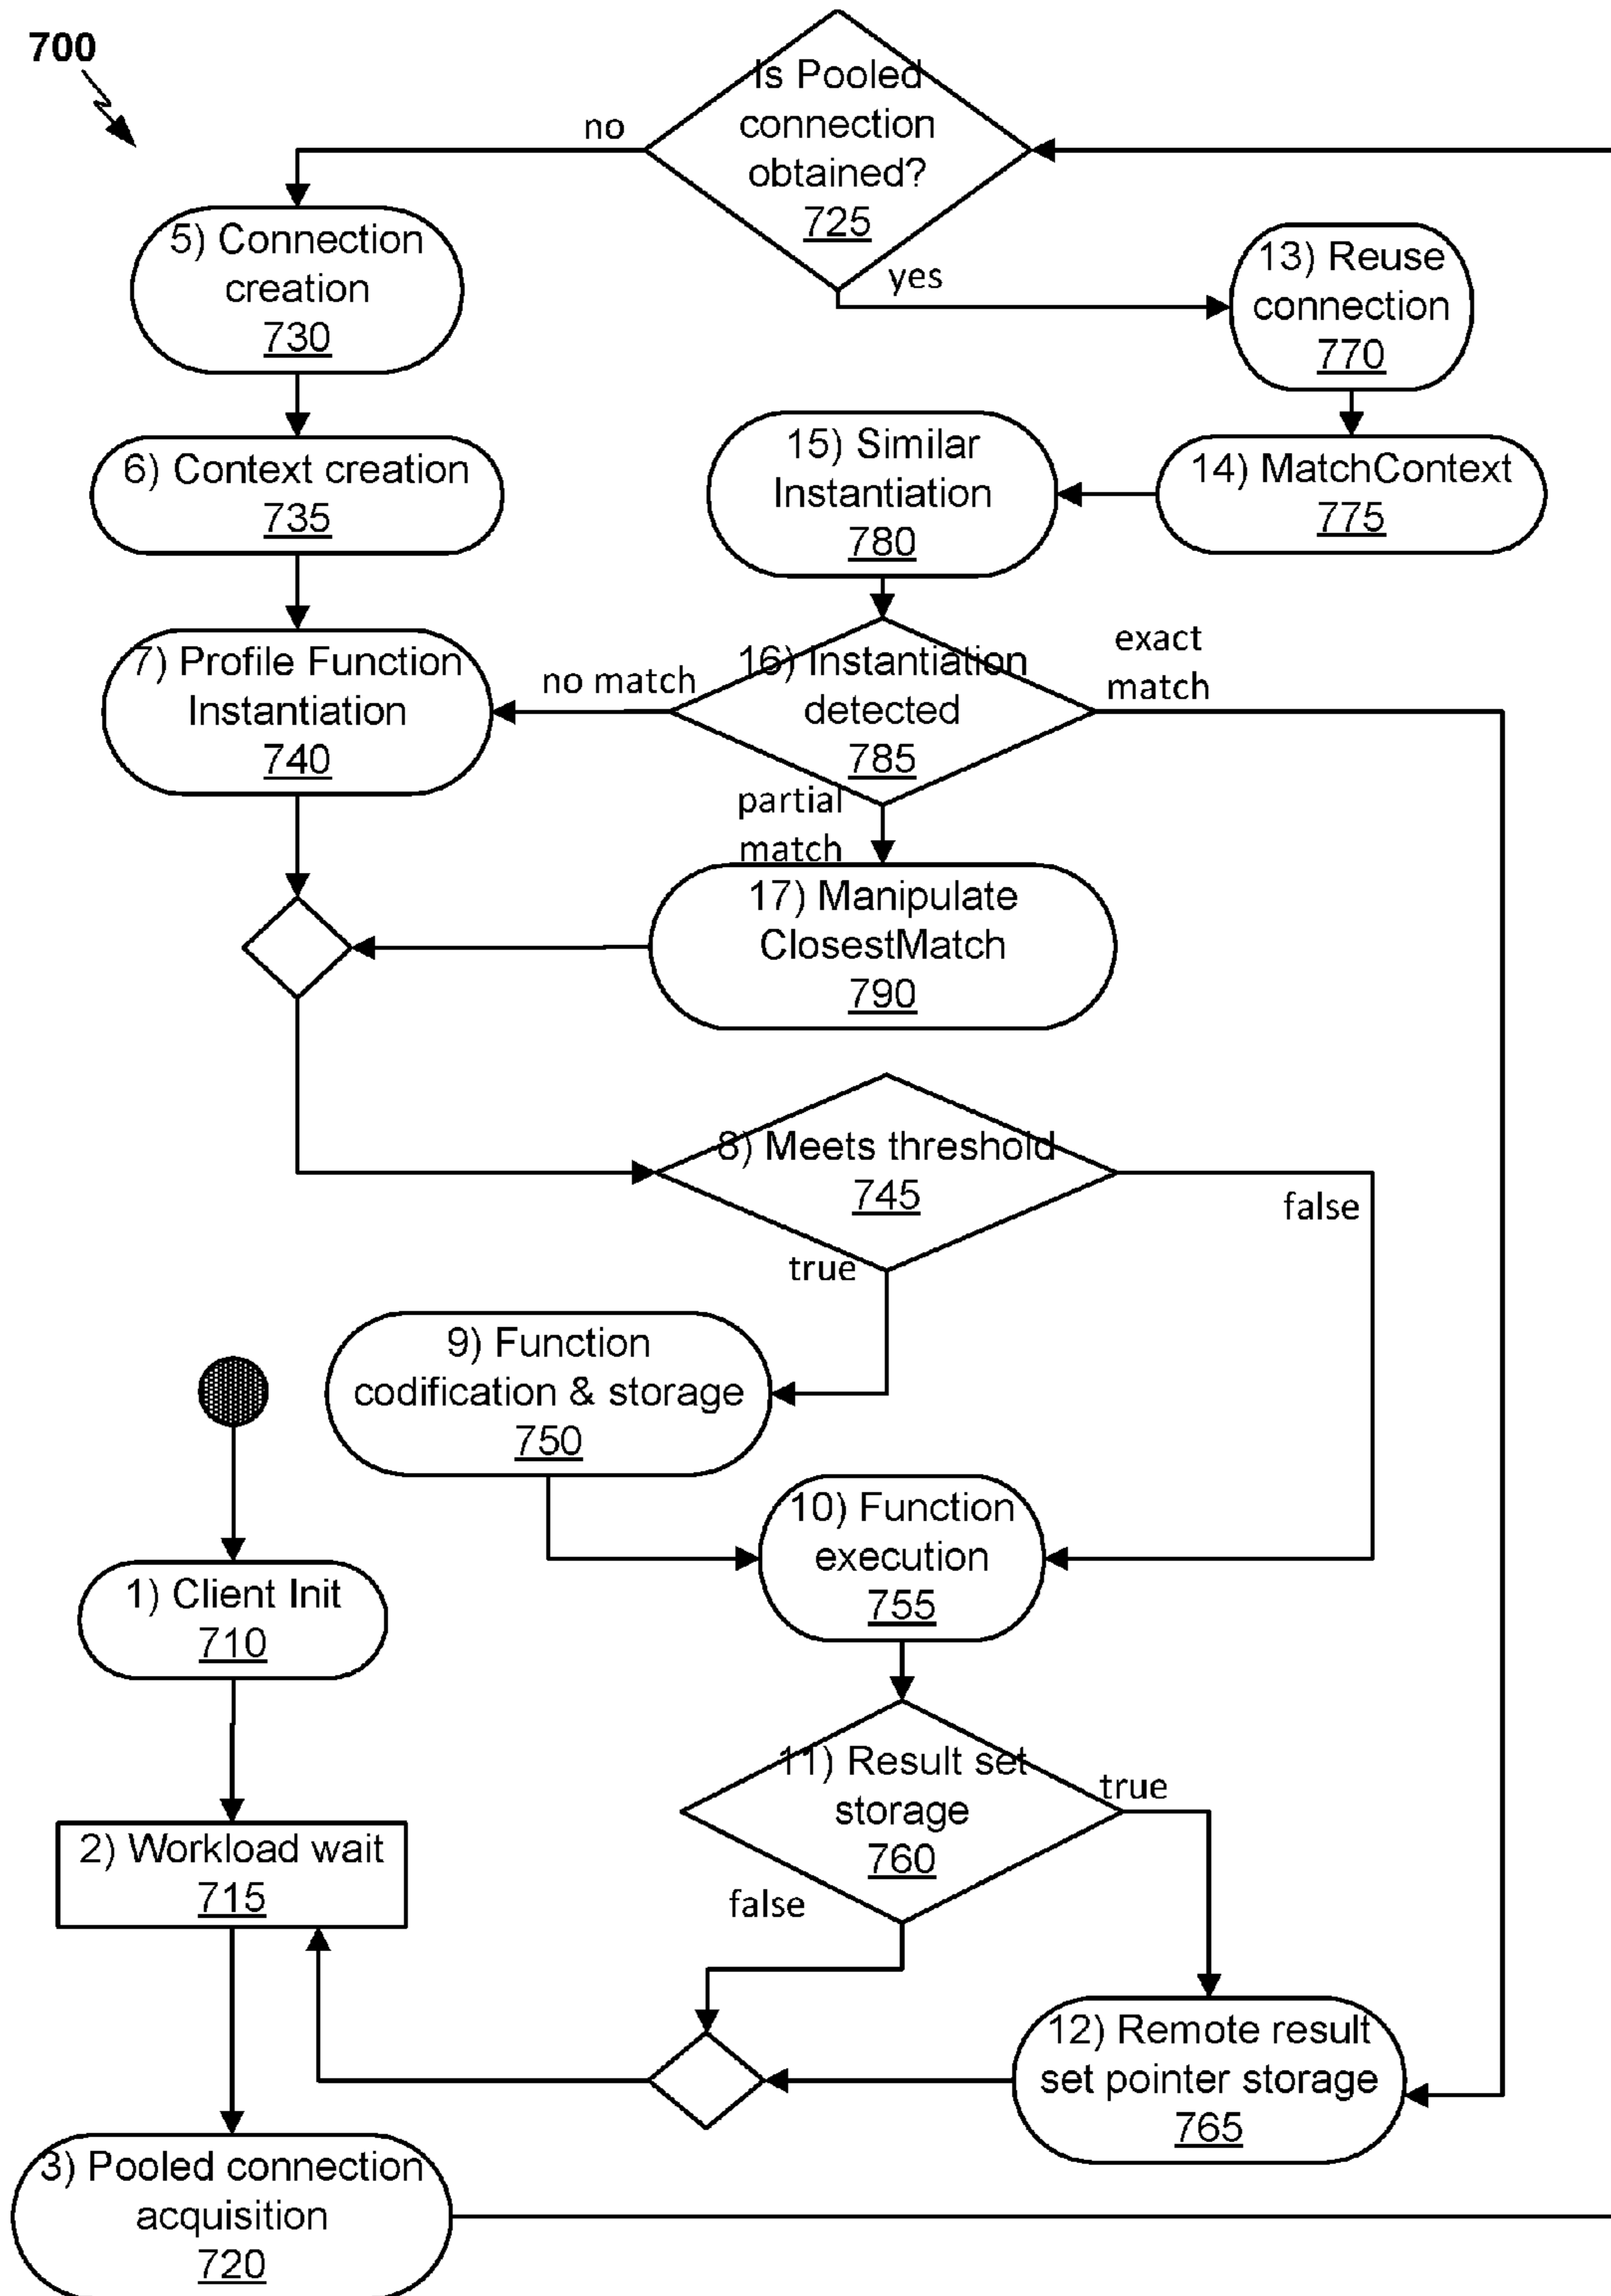 700
Is Pooled
connection
obtained?
725
no
yes
5) Connection
creation
730
13) Reuse
connection
770
6) Context creation
735
15) Similar
Instantiation
780
14) MatchContext
775
7) Profile Function
Instantiation
740
no match
16) Instantiation
detected
785
exact
match
partial
match
17) Manipulate
ClosestMatch
790
8) Meets threshold
745
false
true
9) Function
codification & storage
750
10) Function
execution
755
1) Client Init
710
11) Result set
storage
760
true
false
2) Workload wait
715
12) Remote result
set pointer storage
765
3) Pooled connection
acquisition
720